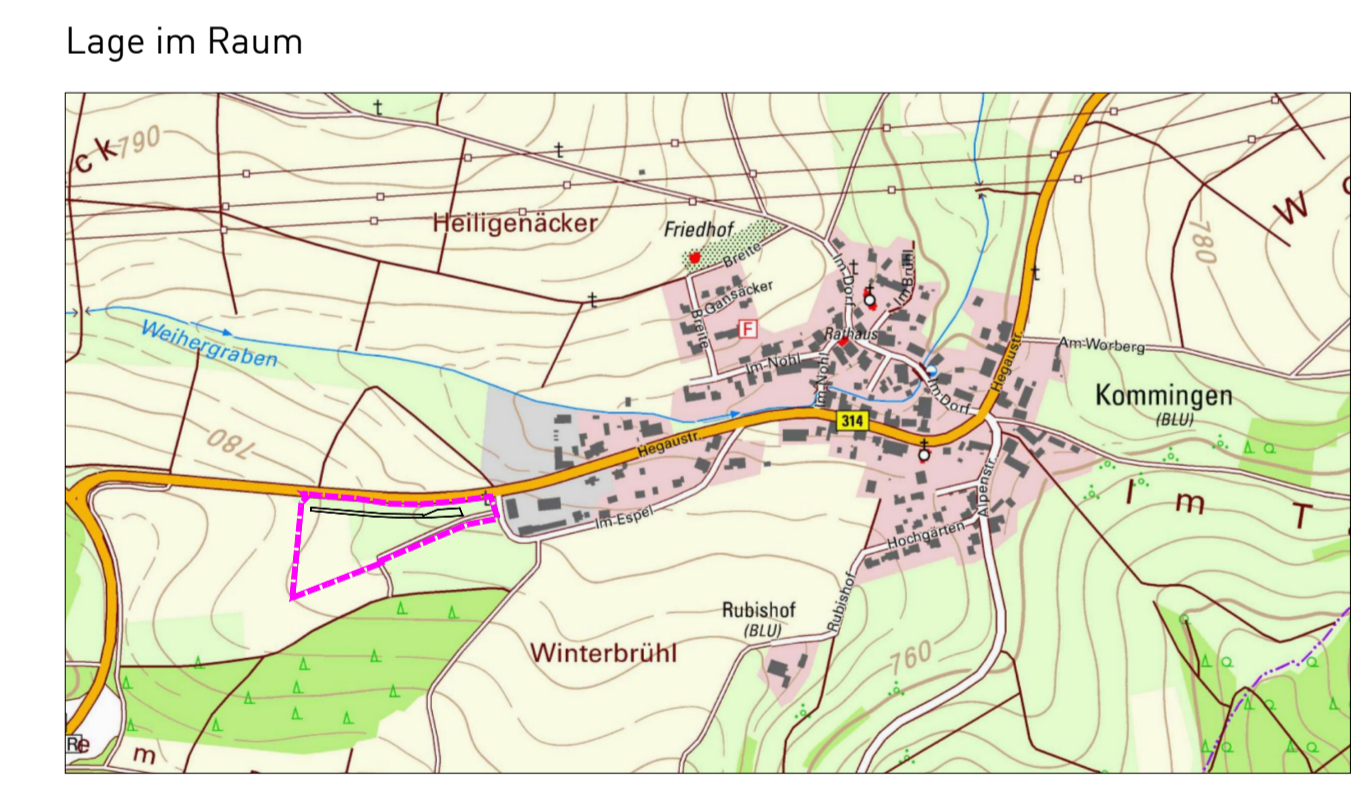 Lage im Raum
ck
790
Heiligenäcker
Friedhof
Breite
Gansäcker
Breite
F
Im Dorf
Im Brühl
W
780
Weihergraben
Rathaus
Im-Nohl
Im-Nohl
Im-Dorf
Hegaustr.
Am-Worberg
Kommingen
(BLU)
314
Hegaustr.
780
Im-Espel
Alpenstr.
I m T
Hochgärten
Rubishof
(BLU)
Rubishof
Winterbrühl
760
Re m